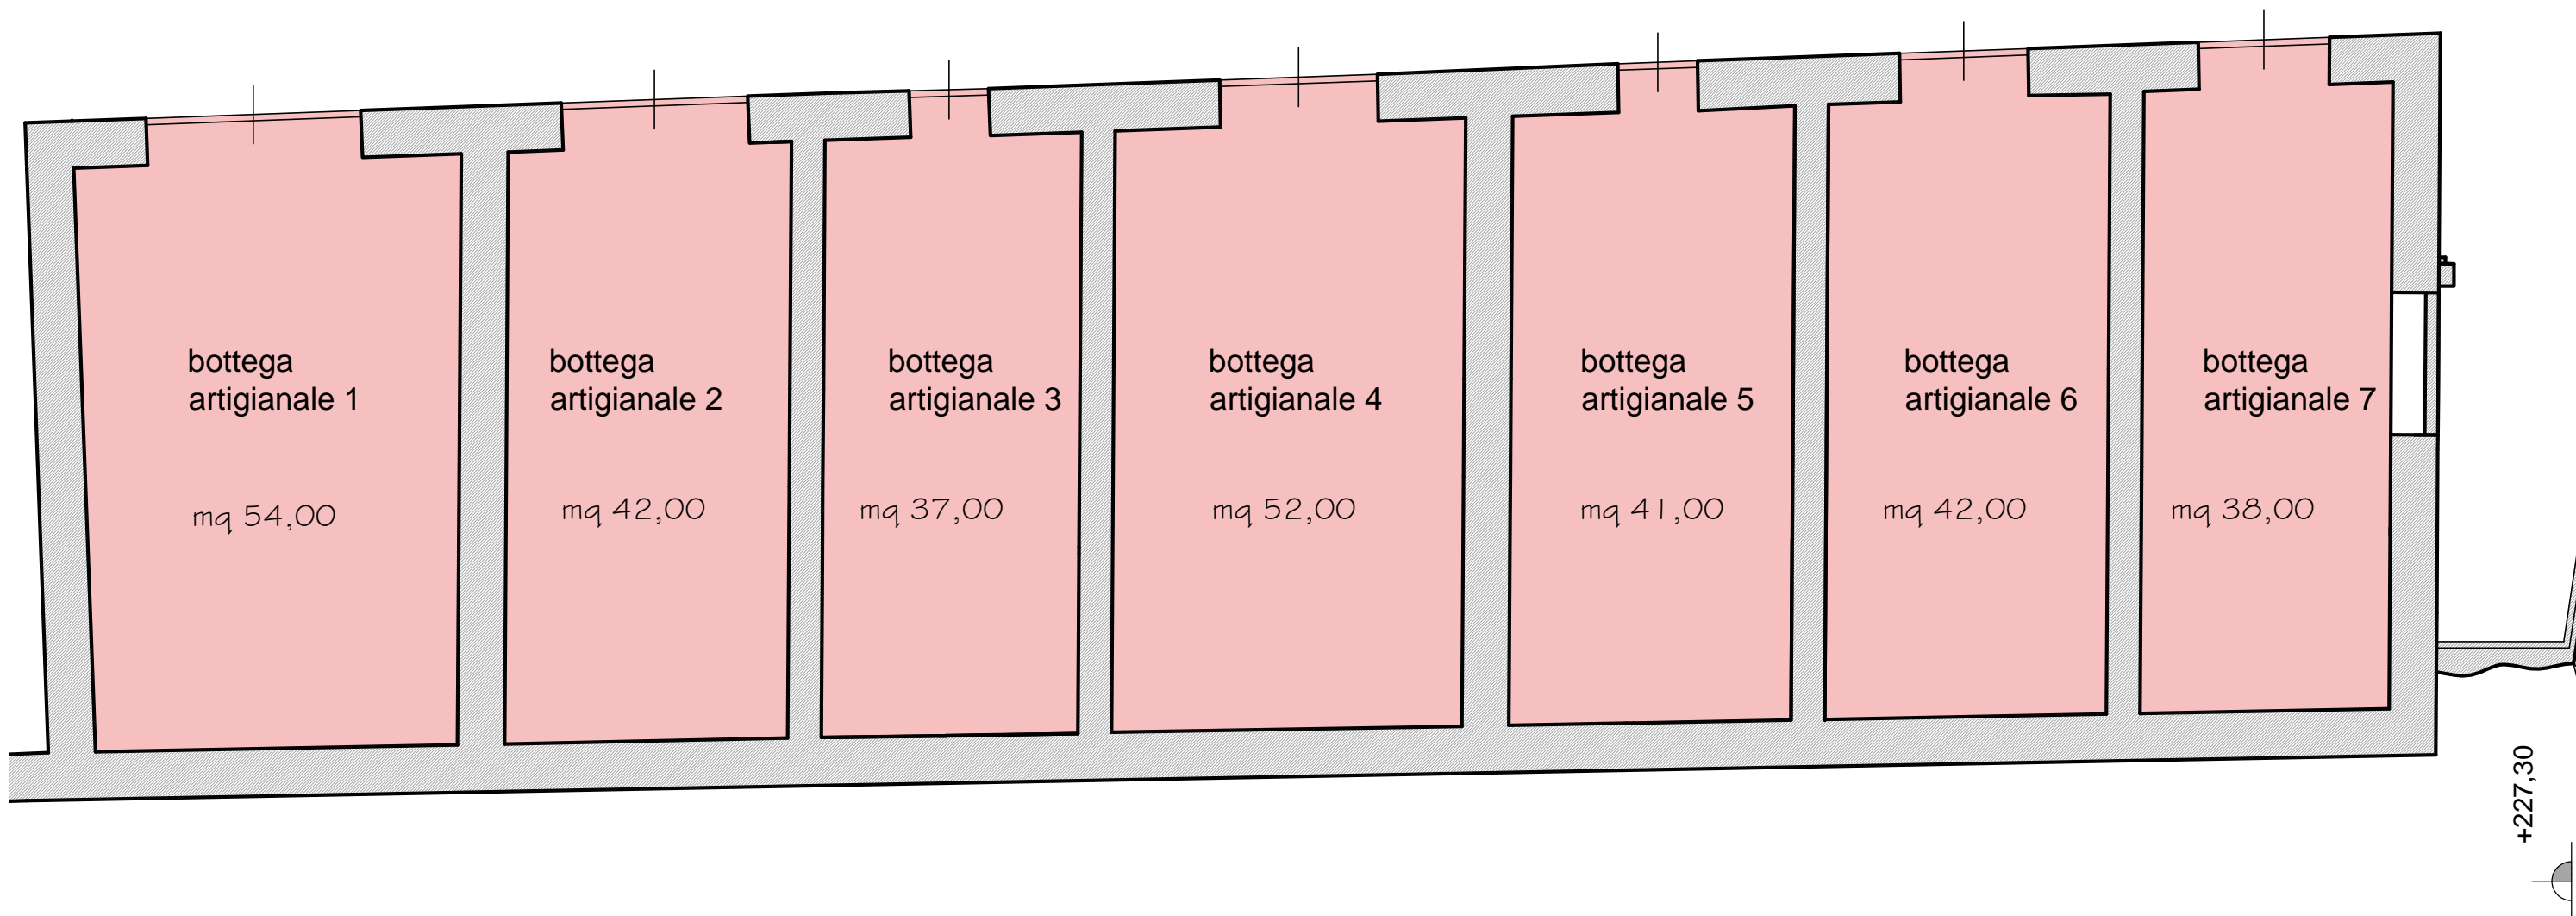 bottega
artigianale 1
mq 54,00
bottega
artigianale 2
mq 42,00
bottega
artigianale 3
mq 37,00
bottega
artigianale 4
mq 52,00
bottega
artigianale 5
mq 41,00
bottega
artigianale 6
mq 42,00
bottega
artigianale 7
mq 38,00
+227,30